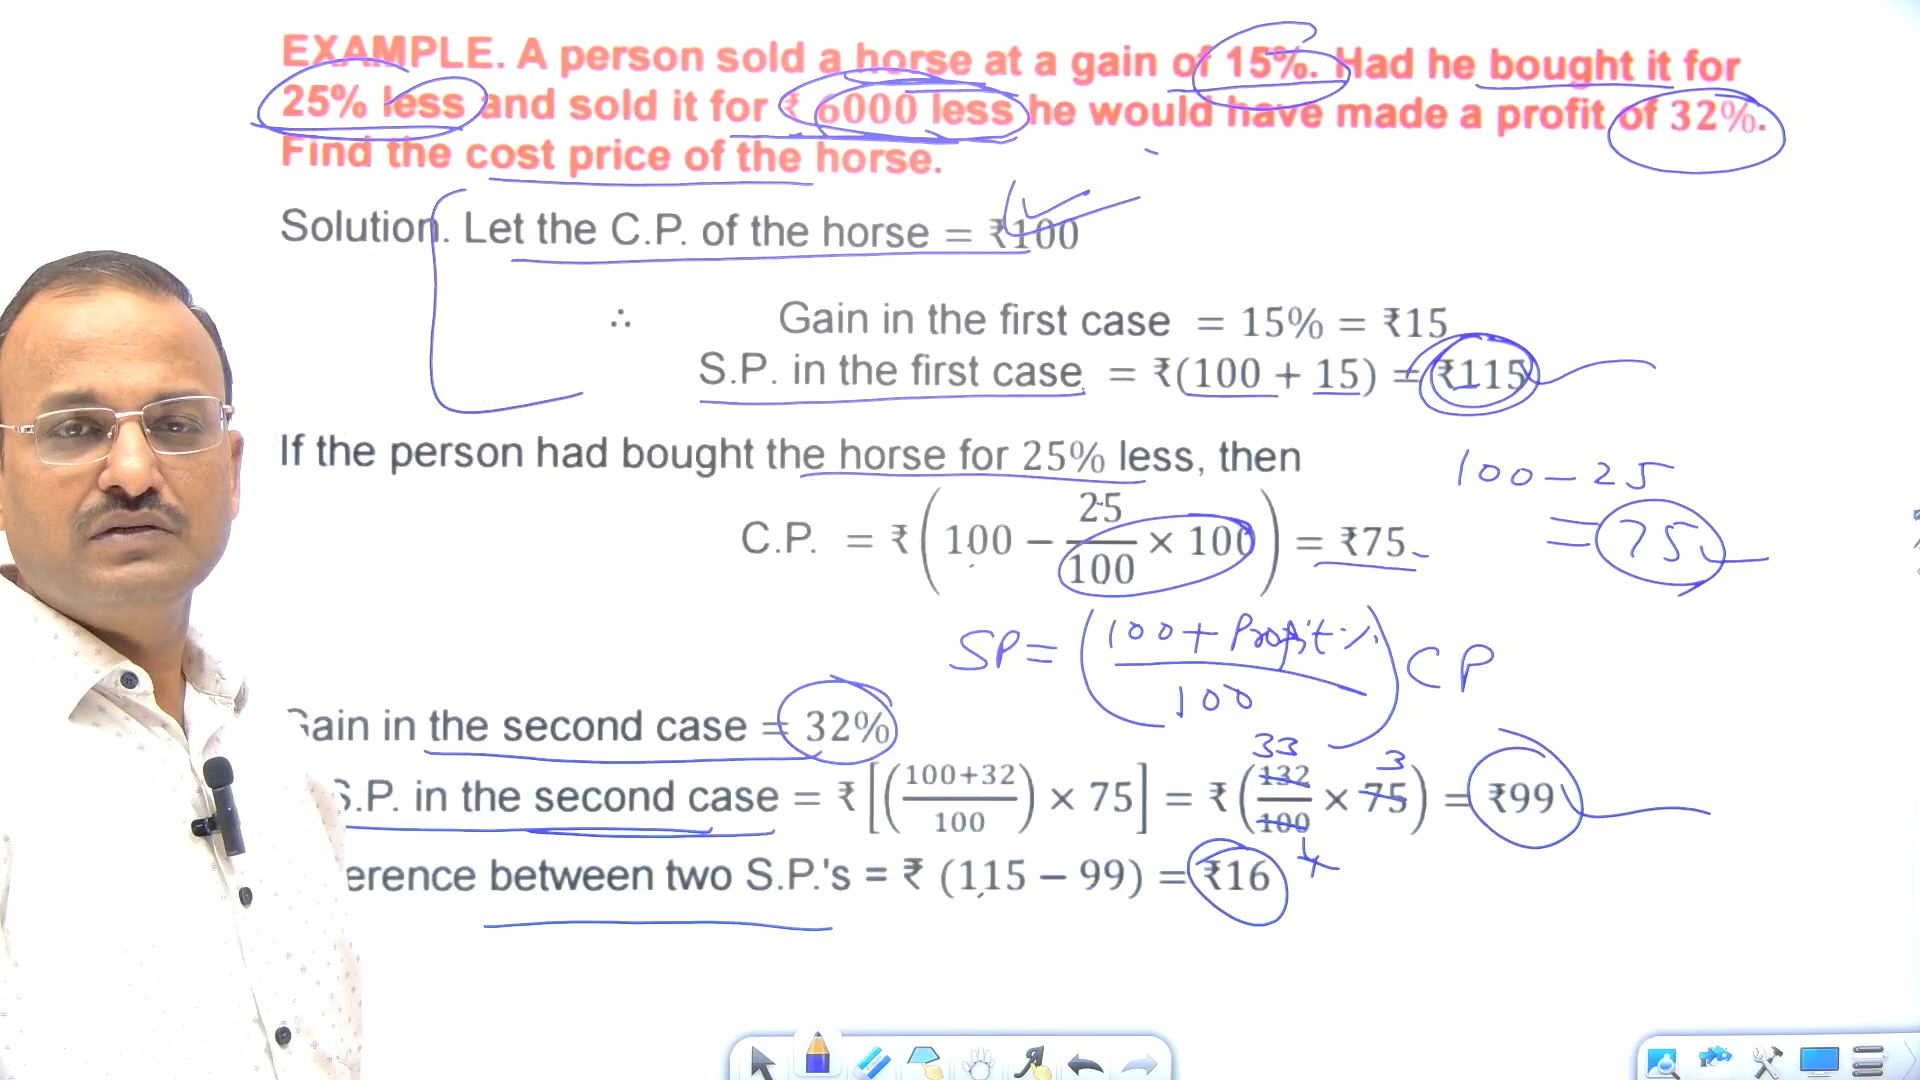 EXAMPLE. A person sold a horse at a gain of 15%. Had he bought it for
25% less and sold it for ₹ 6000 less he would have made a profit of 32%.
Find the cost price of the horse.
Solution. Let the C.P. of the horse = ₹100
∴ Gain in the first case = 15% = ₹15
S.P. in the first case = ₹(100 + 15) = ₹115
If the person had bought the horse for 25% less, then
100 - 25
C.P. = ₹ (100 − 25/100 × 100) = ₹75
= 75
SP = (100 + Profit % / 100) CP
Gain in the second case = 32%
33 3
S.P. in the second case = ₹ [((100+32)/100) × 75] = ₹ (132/100 × 75) = ₹99
4
erence between two S.P.'s = ₹ (115 − 99) = ₹16